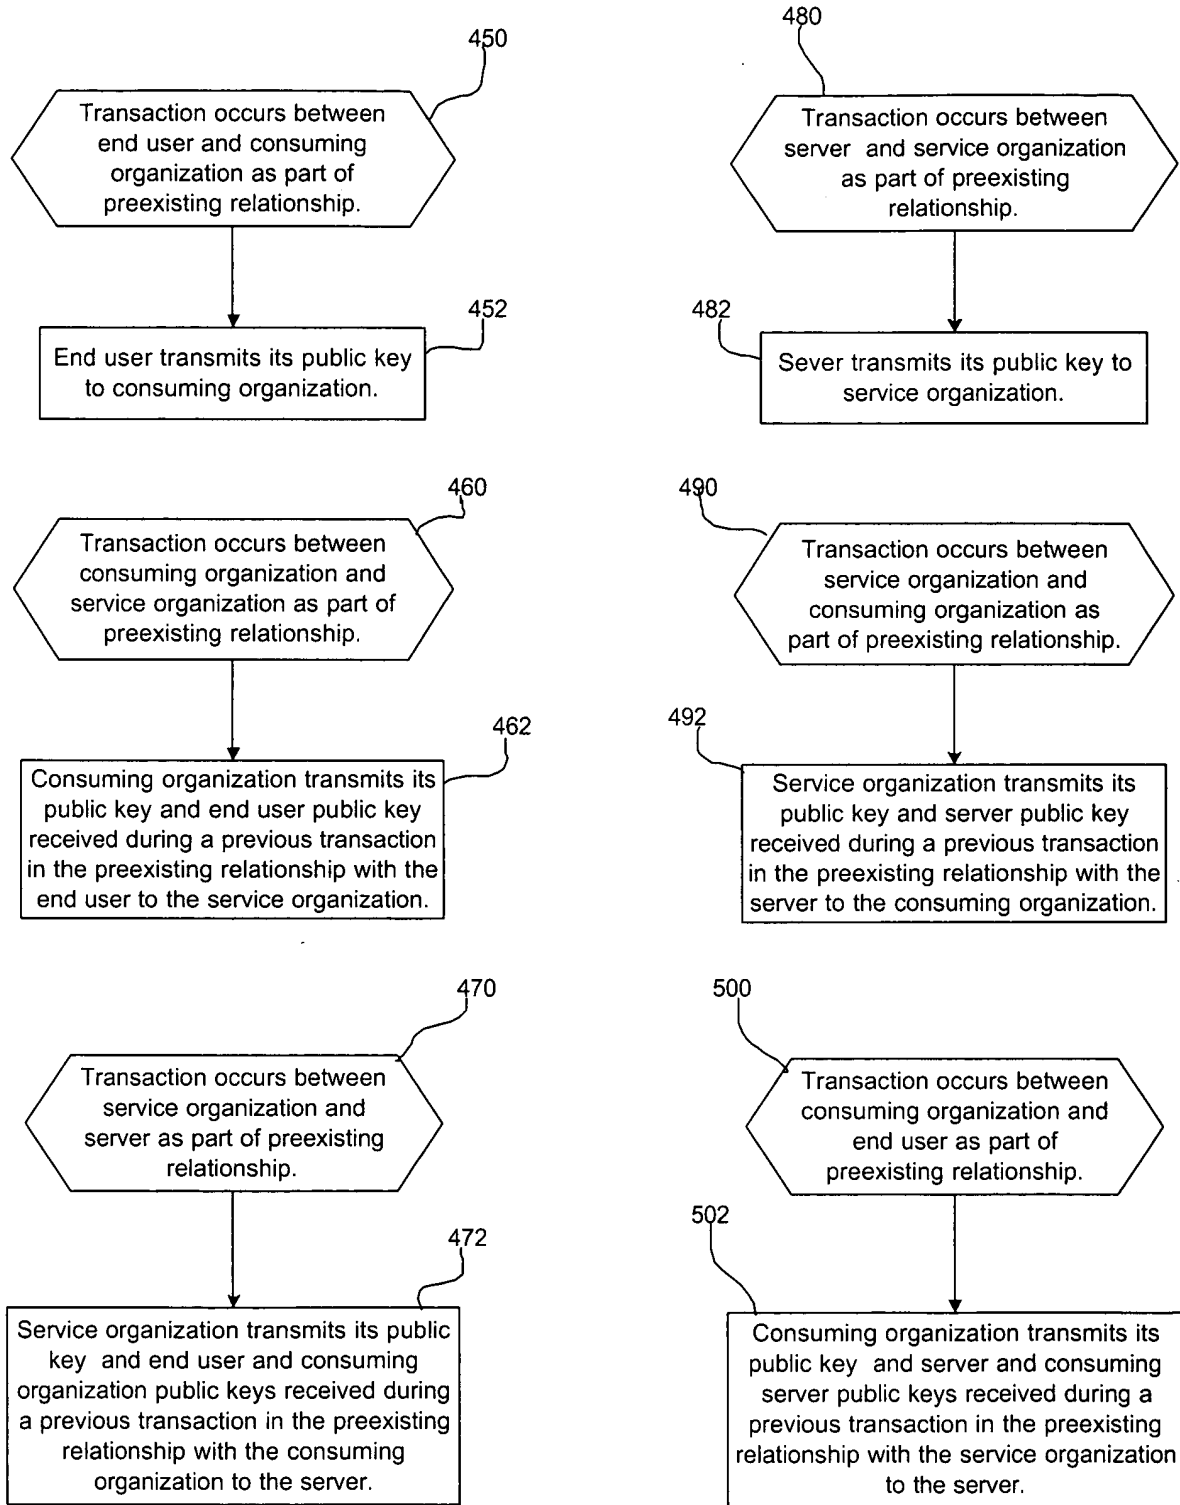 450
Transaction occurs between
end user and consuming
organization as part of
preexisting relationship.
452
End user transmits its public key
to consuming organization.
460
Transaction occurs between
consuming organization and
service organization as part of
preexisting relationship.
462
Consuming organization transmits its
public key and end user public key
received during a previous transaction
in the preexisting relationship with the
end user to the service organization.
470
Transaction occurs between
service organization and
server as part of preexisting
relationship.
472
Service organization transmits its public
key and end user and consuming
organization public keys received during
a previous transaction in the preexisting
relationship with the consuming
organization to the server.
480
Transaction occurs between
server and service organization
as part of preexisting
relationship.
482
Sever transmits its public key to
service organization.
490
Transaction occurs between
service organization and
consuming organization as
part of preexisting relationship.
492
Service organization transmits its
public key and server public key
received during a previous transaction
in the preexisting relationship with the
server to the consuming organization.
500
Transaction occurs between
consuming organization and
end user as part of
preexisting relationship.
502
Consuming organization transmits its
public key and server and consuming
server public keys received during a
previous transaction in the preexisting
relationship with the service organization
to the server.